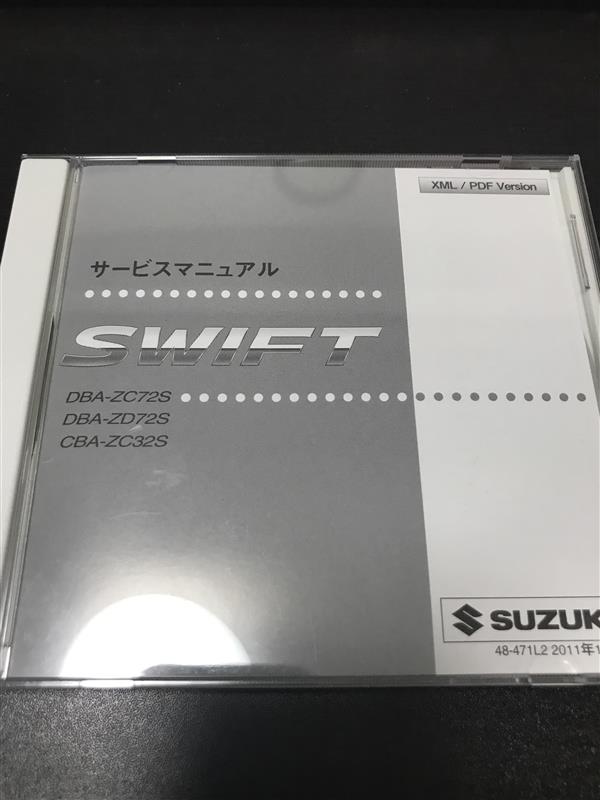 XML / PDF Version
サービスマニュアル
SWIFT
DBA-ZC72S
DBA-ZD72S
CBA-ZC32S
SUZUK
48-471L2 2011年1